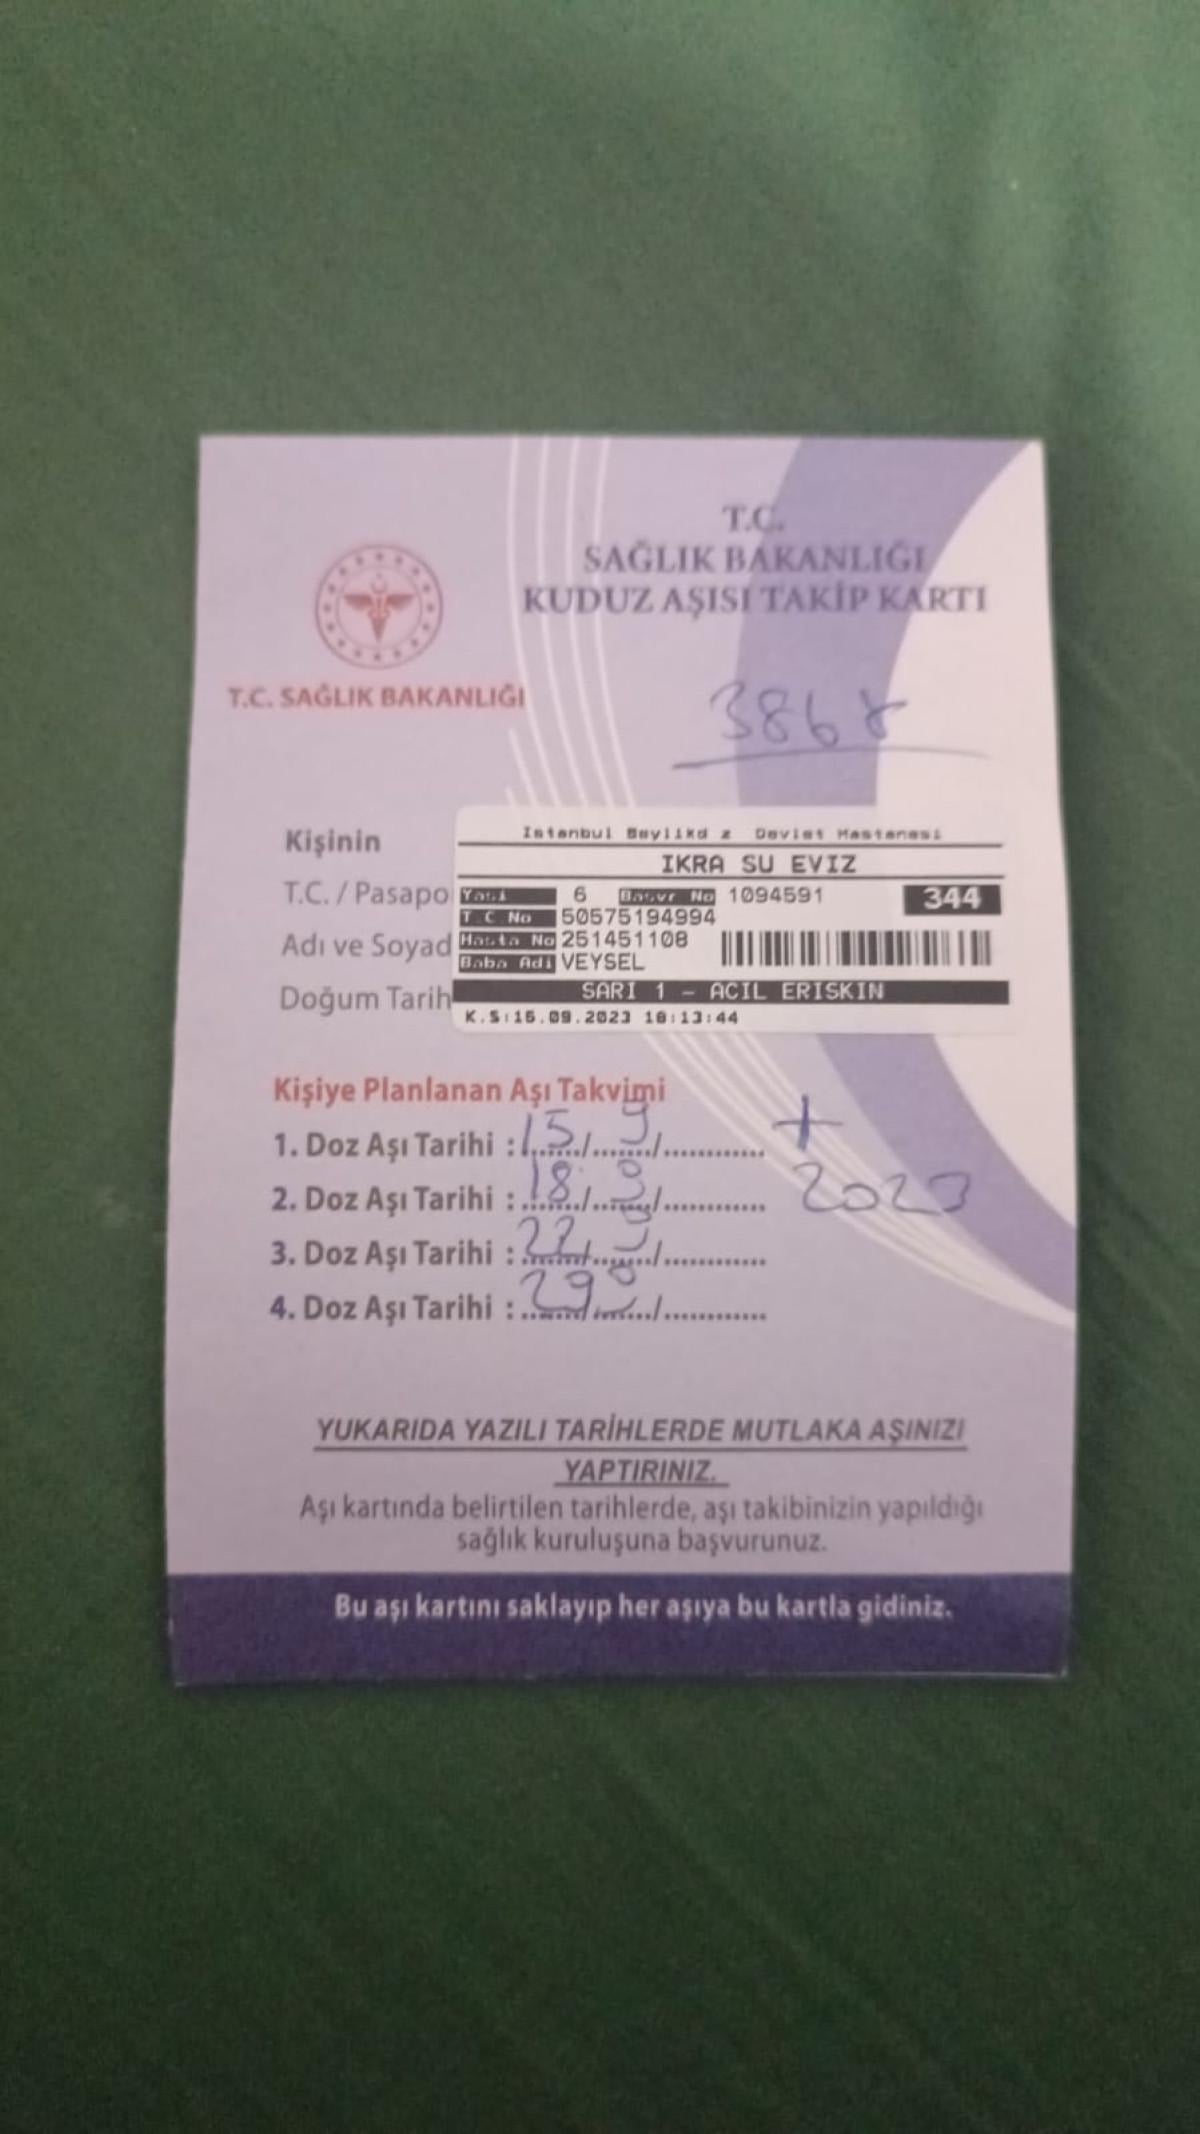 T.C.
SAĞLIK BAKANLIĞI
KUDUZ AŞISI TAKİP KARTI
T.C. SAĞLIK BAKANLIĞI
386
Kişinin
T.C. / Pasapo
Adı ve Soyad
Doğum Tarih
Istanbul Beylikd z Devlet Hastanesi
IKRA SU EVIZ
Yasi 6 Basvr No 1094591 344
T C No 50575194994
Hasta No 251451108
Baba Adi VEYSEL
SARI 1 - ACIL ERISKIN
K.S:15.09.2023 18:13:44
Kişiye Planlanan Aşı Takvimi
1. Doz Aşı Tarihi : 15/9/............ +
2. Doz Aşı Tarihi : 18/9/............ 2023
3. Doz Aşı Tarihi : 22/9/............
4. Doz Aşı Tarihi : 29/9/............
YUKARIDA YAZILI TARİHLERDE MUTLAKA AŞINIZI
YAPTIRINIZ.
Aşı kartında belirtilen tarihlerde, aşı takibinizin yapıldığı
sağlık kuruluşuna başvurunuz.
Bu aşı kartını saklayıp her aşıya bu kartla gidiniz.